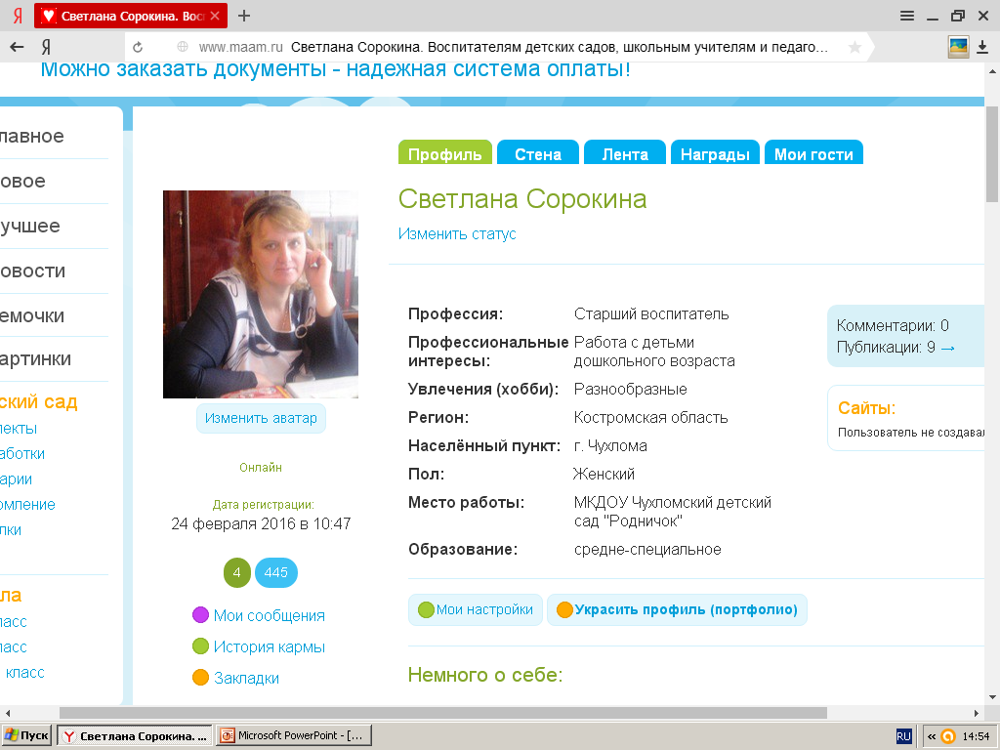 Светлана Сорокина. Вос
www.maam.ru Светлана Сорокина. Воспитателям детских садов, школьным учителям и педаго...
Можно заказать документы - надежная система оплаты!
лавное
овое
учшее
овости
емочки
артинки
ский сад
пекты
аботки
арии
омление
лки
ла
ласс
ласс
класс
Профиль Стена Лента Награды Мои гости
Светлана Сорокина
Изменить статус
Изменить аватар
Онлайн
Дата регистрации:
24 февраля 2016 в 10:47
4 445
Мои сообщения
История кармы
Закладки
Профессия: Старший воспитатель
Профессиональные Работа с детьми
интересы: дошкольного возраста
Увлечения (хобби): Разнообразные
Регион: Костромская область
Населённый пункт: г. Чухлома
Пол: Женский
Место работы: МКДОУ Чухломский детский
сад "Родничок"
Образование: средне-специальное
Комментарии: 0
Публикации: 9 →
Сайты:
Пользователь не создавал
Мои настройки Украсить профиль (портфолио)
Немного о себе:
Пуск Светлана Сорокина. ... Microsoft PowerPoint - [... RU « 14:54